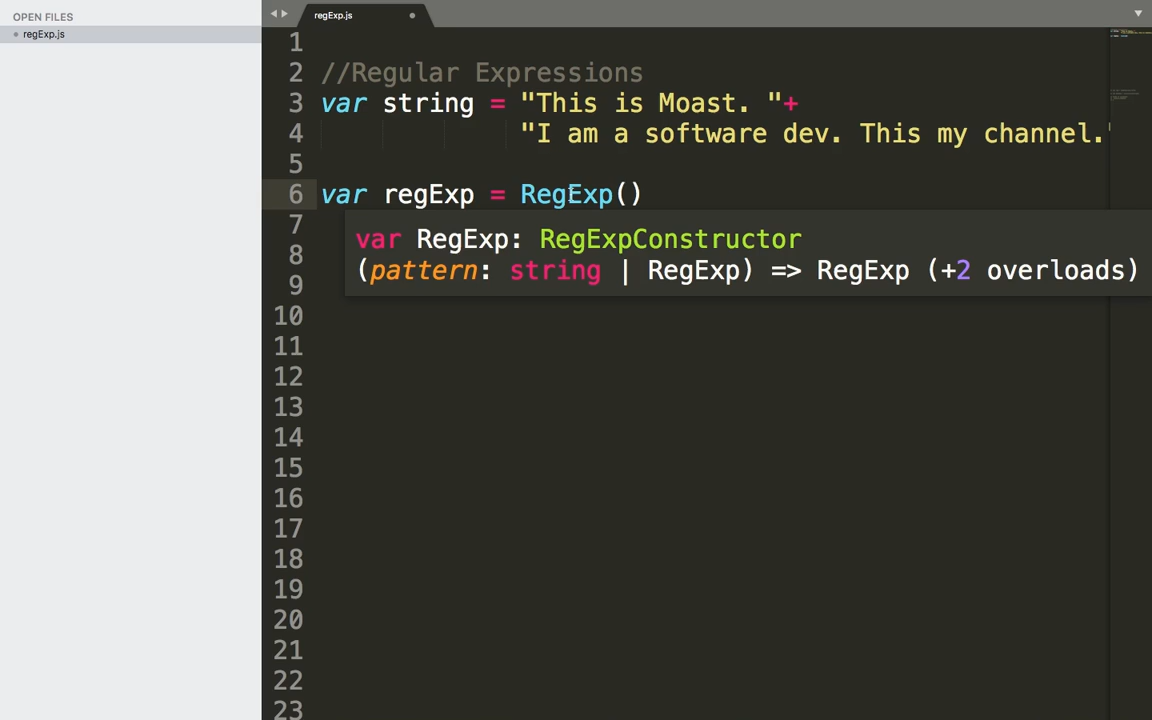 OPEN FILES
regExp.js
regExp.js
1
2 //Regular Expressions
3 var string = "This is Moast. "+
4 "I am a software dev. This my channel."
5
6 var regExp = RegExp()
7 var RegExp: RegExpConstructor
8 (pattern: string | RegExp) => RegExp (+2 overloads)
9
10
11
12
13
14
15
16
17
18
19
20
21
22
23